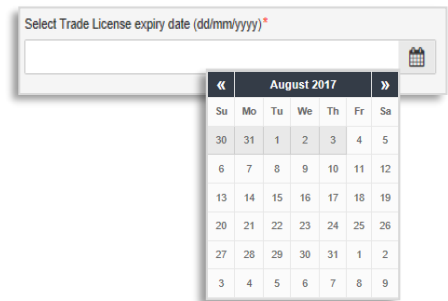 Select Trade License expiry date (dd/mm/yyyy)*
« August 2017 »
Su Mo Tu We Th Fr Sa
30 31 1 2 3 4 5
6 7 8 9 10 11 12
13 14 15 16 17 18 19
20 21 22 23 24 25 26
27 28 29 30 31 1 2
3 4 5 6 7 8 9